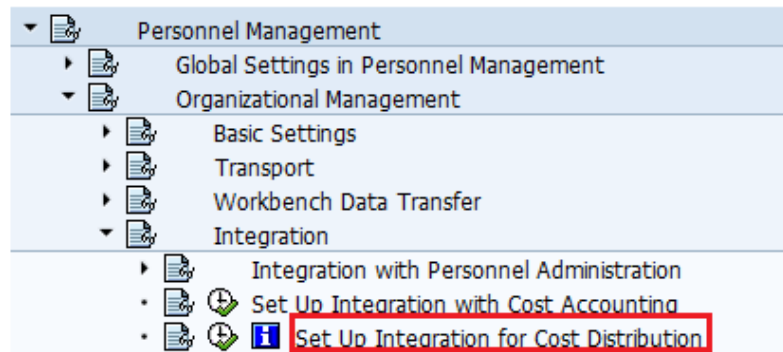 Personnel Management
Global Settings in Personnel Management
Organizational Management
Basic Settings
Transport
Workbench Data Transfer
Integration
Integration with Personnel Administration
Set Up Integration with Cost Accounting
Set Up Integration for Cost Distribution